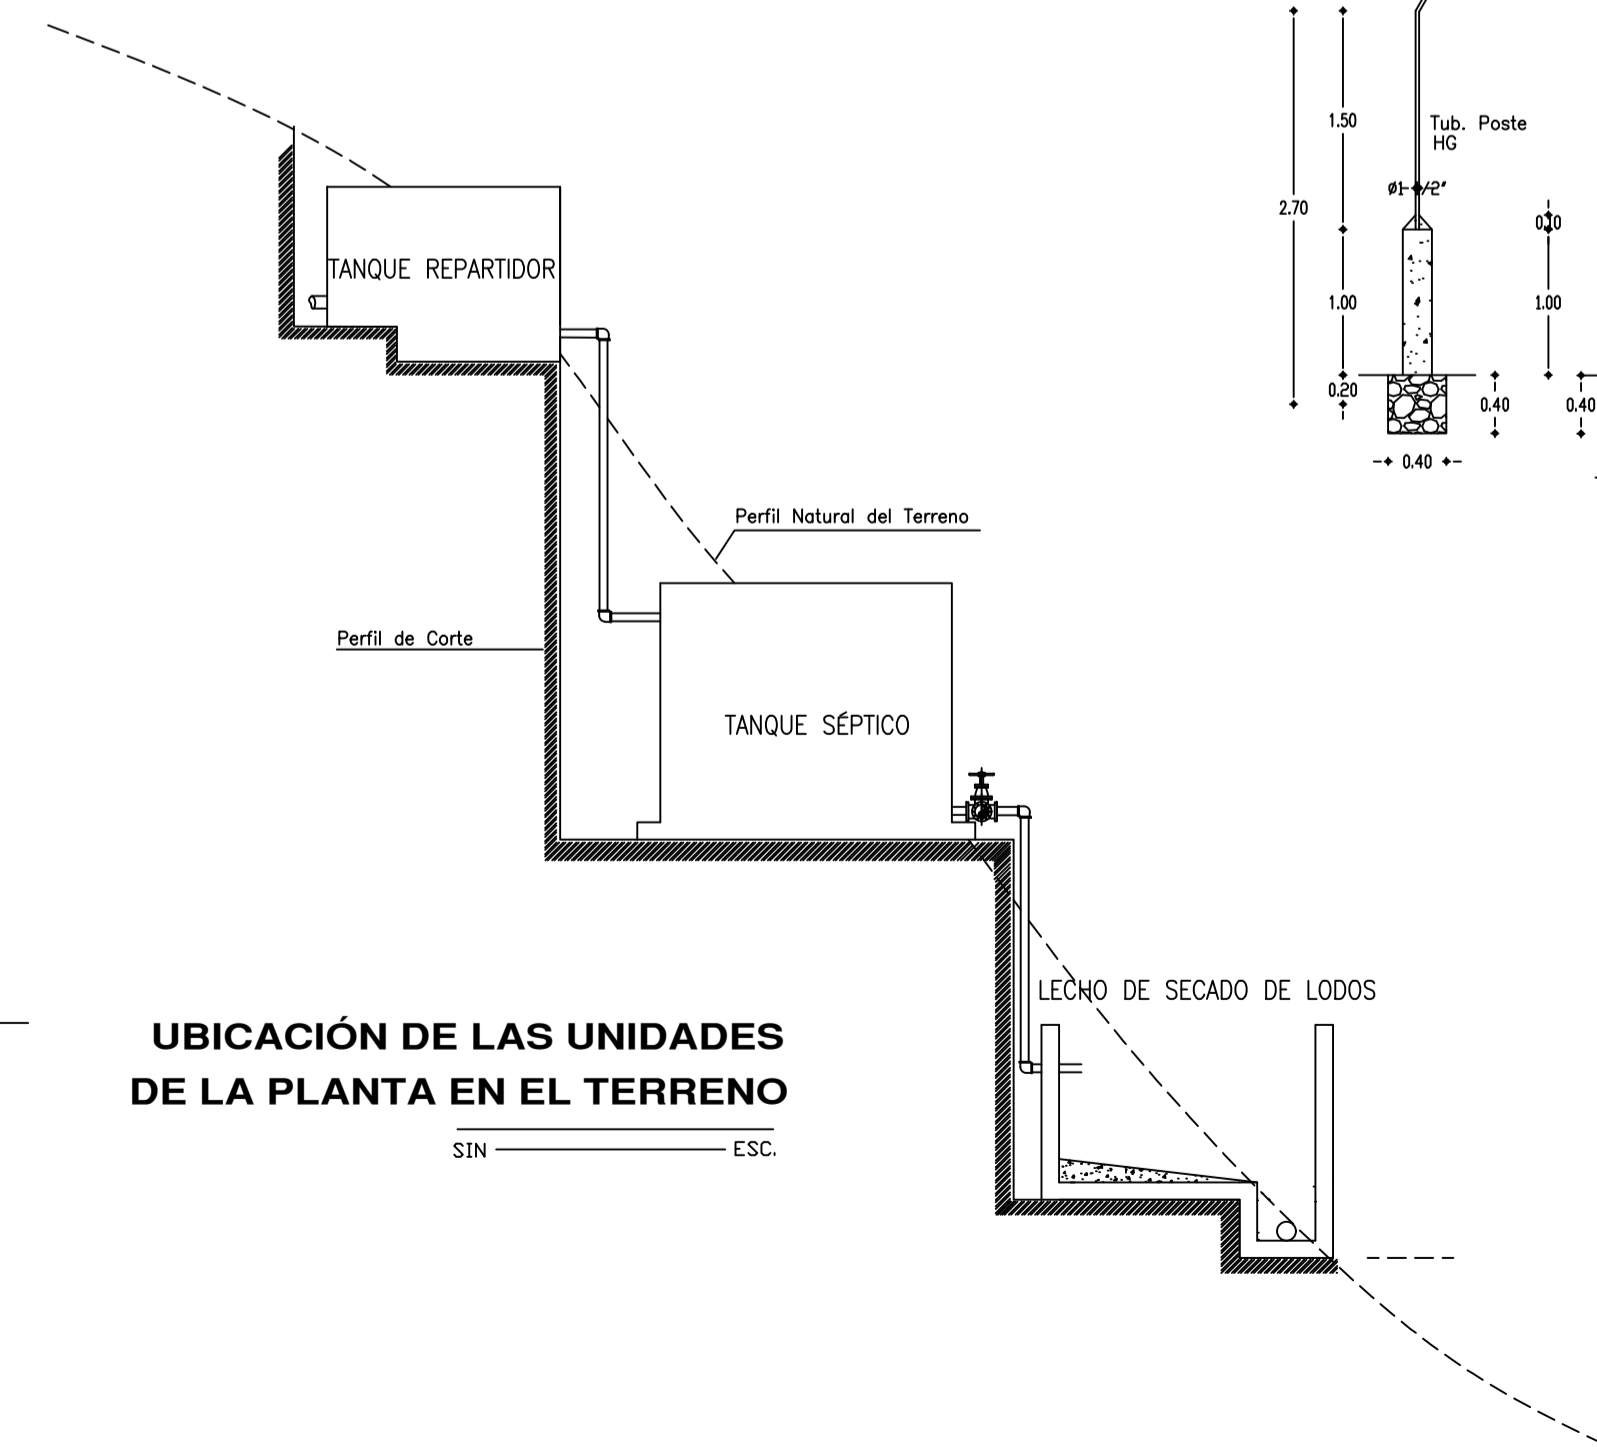 1.50
Tub. Poste
HG
ø1 1/2"
2.70
0.10
TANQUE REPARTIDOR
1.00
1.00
0.20
0.40
0.40
0.40
Perfil Natural del Terreno
Perfil de Corte
TANQUE SÉPTICO
LECHO DE SECADO DE LODOS
UBICACIÓN DE LAS UNIDADES
DE LA PLANTA EN EL TERRENO
SIN ESC.